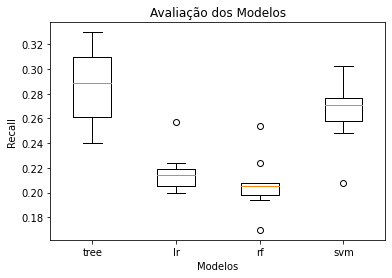 Avaliação dos Modelos
Recall
0.32
0.30
0.28
0.26
0.24
0.22
0.20
0.18
tree
lr
rf
svm
Modelos